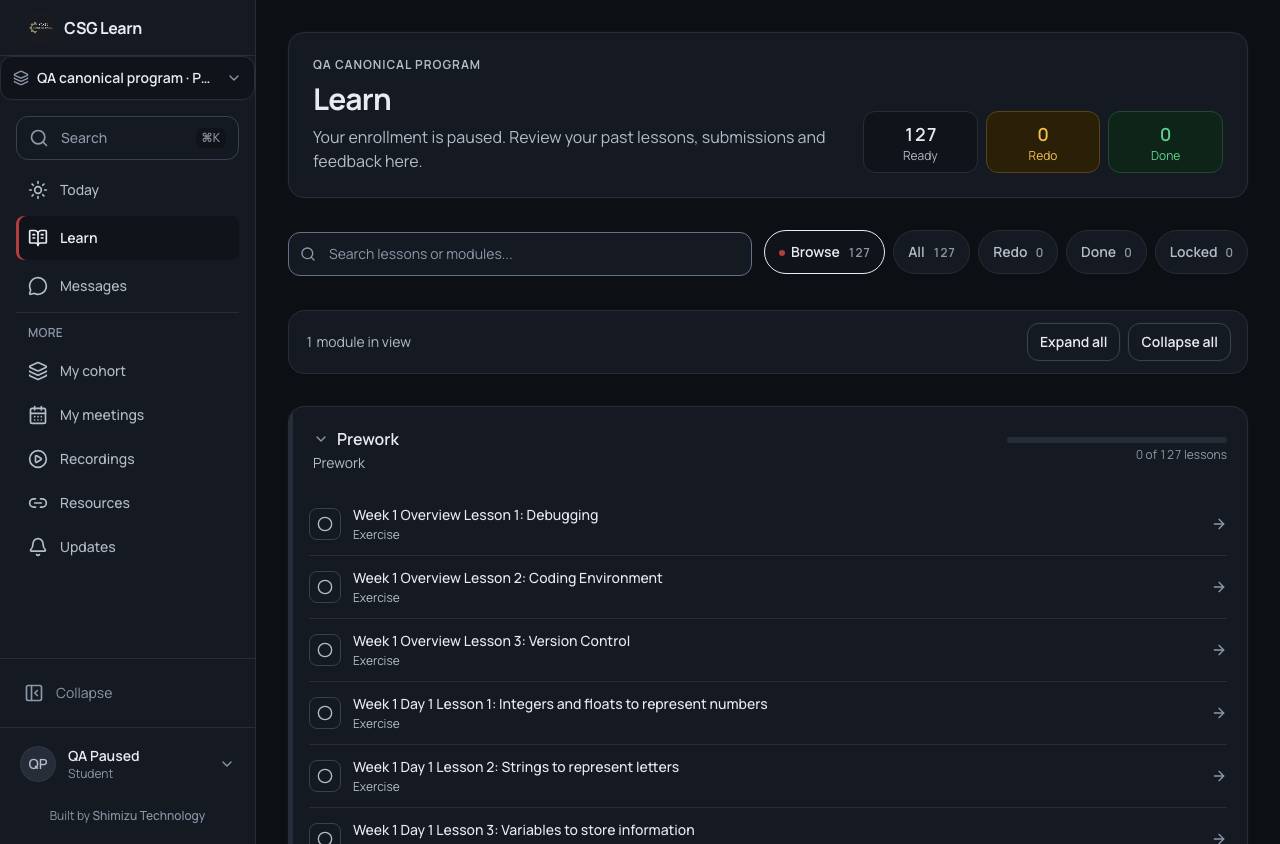 CSG Learn
QA canonical program · P...
Search ⌘K
Today
Learn
Messages
MORE
My cohort
My meetings
Recordings
Resources
Updates
Collapse
QP
QA Paused
Student
Built by Shimizu Technology
QA CANONICAL PROGRAM
Learn
Your enrollment is paused. Review your past lessons, submissions and
feedback here.
127
Ready
0
Redo
0
Done
Search lessons or modules...
Browse 127
All 127
Redo 0
Done 0
Locked 0
1 module in view
Expand all
Collapse all
Prework
Prework
0 of 127 lessons
Week 1 Overview Lesson 1: Debugging
Exercise
Week 1 Overview Lesson 2: Coding Environment
Exercise
Week 1 Overview Lesson 3: Version Control
Exercise
Week 1 Day 1 Lesson 1: Integers and floats to represent numbers
Exercise
Week 1 Day 1 Lesson 2: Strings to represent letters
Exercise
Week 1 Day 1 Lesson 3: Variables to store information